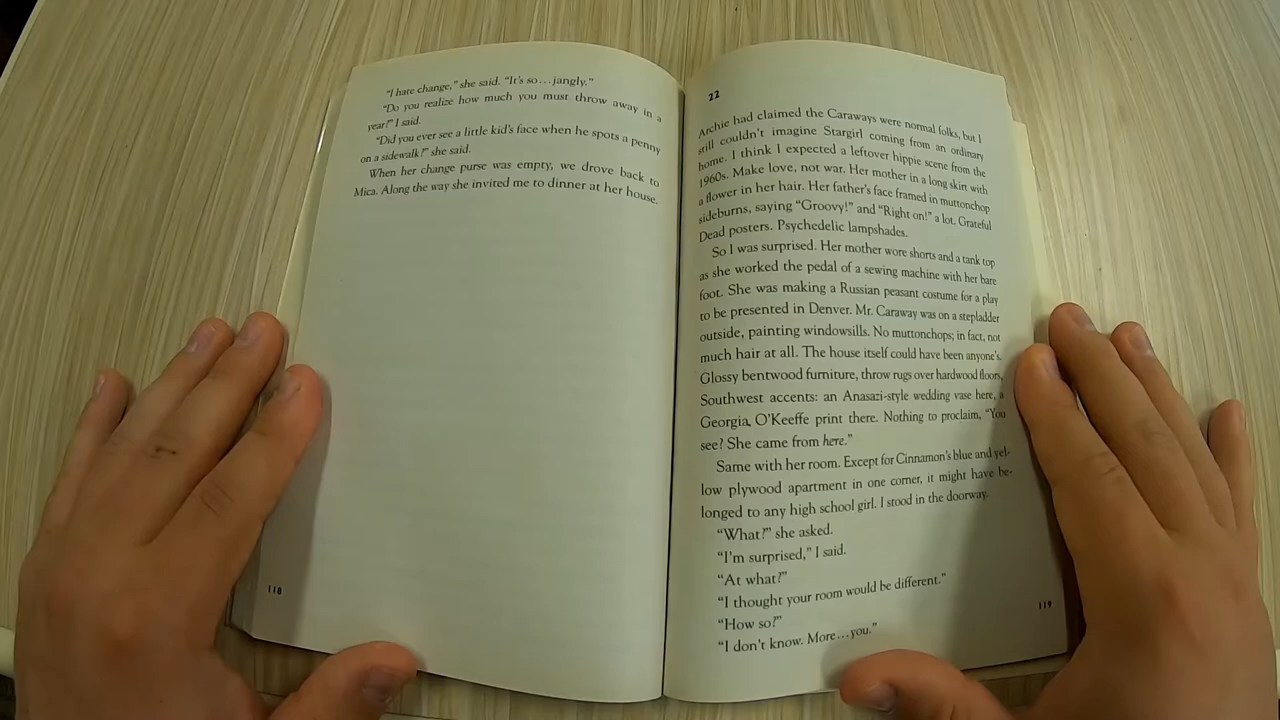 "I hate change," she said. "It's so…jangly."
"Do you realize how much you must throw away in a
year?" I said.
"Did you ever see a little kid's face when he spots a penny
on a sidewalk?" she said.
When her change purse was empty, we drove back to
Mica. Along the way she invited me to dinner at her house.
118
22
Archie had claimed the Caraways were normal folks, but I
still couldn't imagine Stargirl coming from an ordinary
home. I think I expected a leftover hippie scene from the
1960s. Make love, not war. Her mother in a long skirt with
a flower in her hair. Her father's face framed in muttonchop
sideburns, saying "Groovy!" and "Right on!" a lot. Grateful
Dead posters. Psychedelic lampshades.
So I was surprised. Her mother wore shorts and a tank top
as she worked the pedal of a sewing machine with her bare
foot. She was making a Russian peasant costume for a play
to be presented in Denver. Mr. Caraway was on a stepladder
outside, painting windowsills. No muttonchops; in fact, not
much hair at all. The house itself could have been anyone's.
Glossy bentwood furniture, throw rugs over hardwood floors,
Southwest accents: an Anasazi-style wedding vase here, a
Georgia O'Keeffe print there. Nothing to proclaim, "You
see? She came from here."
Same with her room. Except for Cinnamon's blue and yel-
low plywood apartment in one corner, it might have be-
longed to any high school girl. I stood in the doorway.
"What?" she asked.
"I'm surprised," I said.
"At what?"
"I thought your room would be different."
"How so?"
"I don't know. More…you."
119